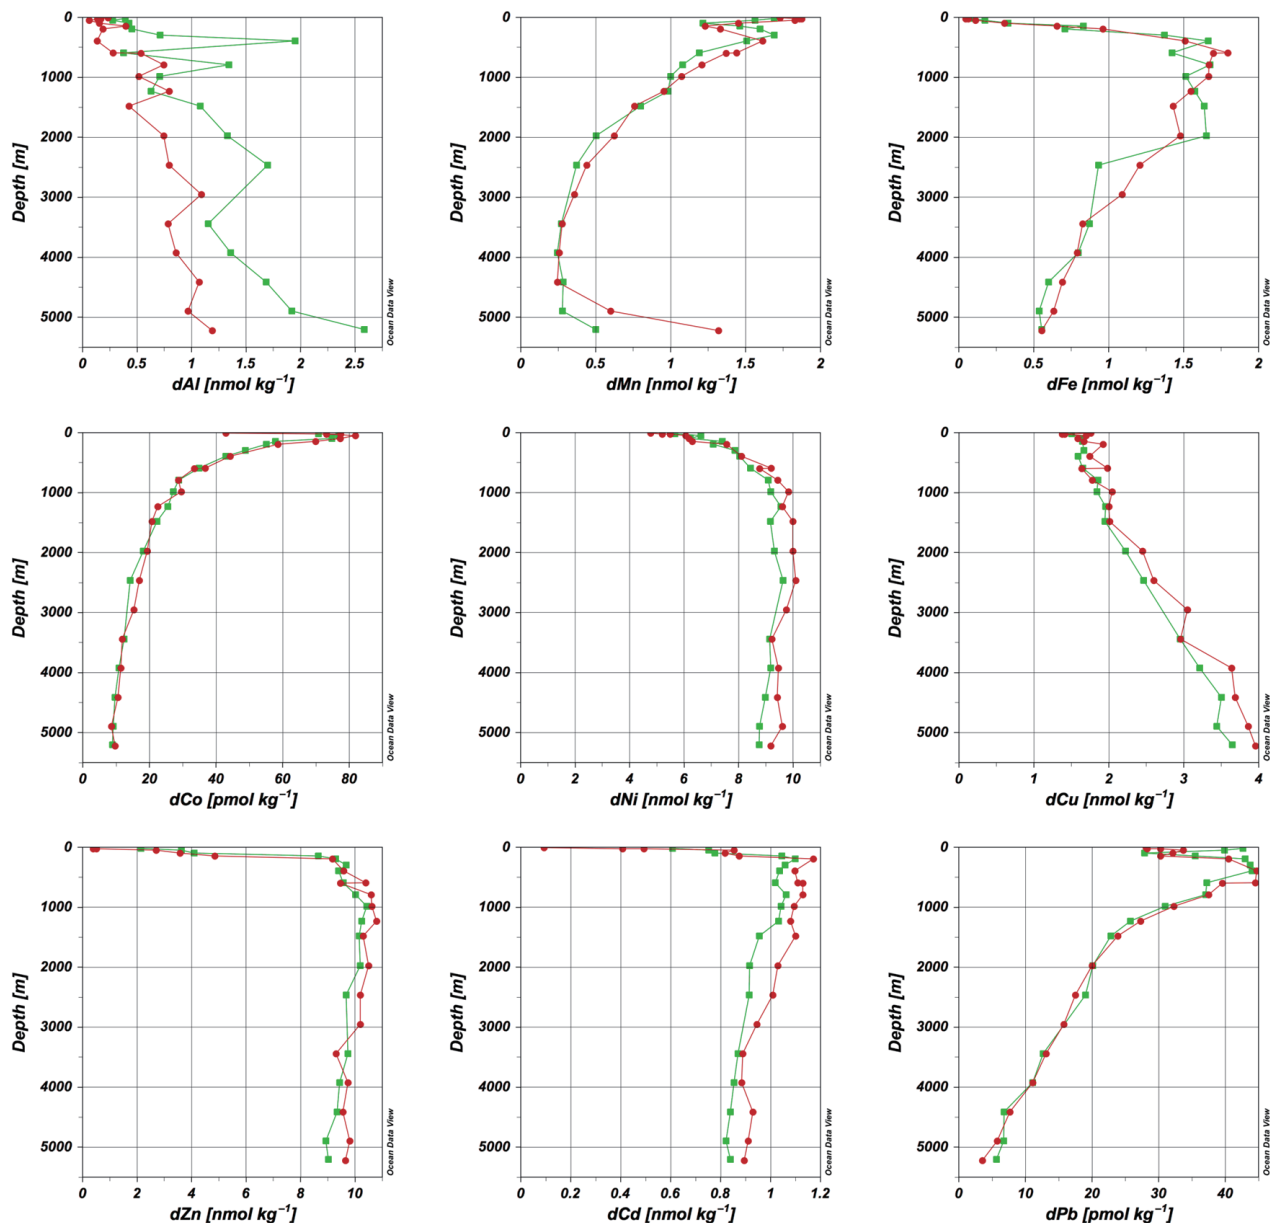 0
1000
2000
3000
4000
5000
Depth [m]
0 0.5 1 1.5 2 2.5
dAl [nmol kg⁻¹]
Ocean Data View
0
1000
2000
3000
4000
5000
Depth [m]
0 0.5 1 1.5 2
dMn [nmol kg⁻¹]
Ocean Data View
0
1000
2000
3000
4000
5000
Depth [m]
0 0.5 1 1.5 2
dFe [nmol kg⁻¹]
Ocean Data View
0
1000
2000
3000
4000
5000
Depth [m]
0 20 40 60 80
dCo [pmol kg⁻¹]
Ocean Data View
0
1000
2000
3000
4000
5000
Depth [m]
0 2 4 6 8 10
dNi [nmol kg⁻¹]
Ocean Data View
0
1000
2000
3000
4000
5000
Depth [m]
0 1 2 3 4
dCu [nmol kg⁻¹]
Ocean Data View
0
1000
2000
3000
4000
5000
Depth [m]
0 2 4 6 8 10
dZn [nmol kg⁻¹]
Ocean Data View
0
1000
2000
3000
4000
5000
Depth [m]
0 0.2 0.4 0.6 0.8 1 1.2
dCd [nmol kg⁻¹]
Ocean Data View
0
1000
2000
3000
4000
5000
Depth [m]
0 10 20 30 40
dPb [pmol kg⁻¹]
Ocean Data View